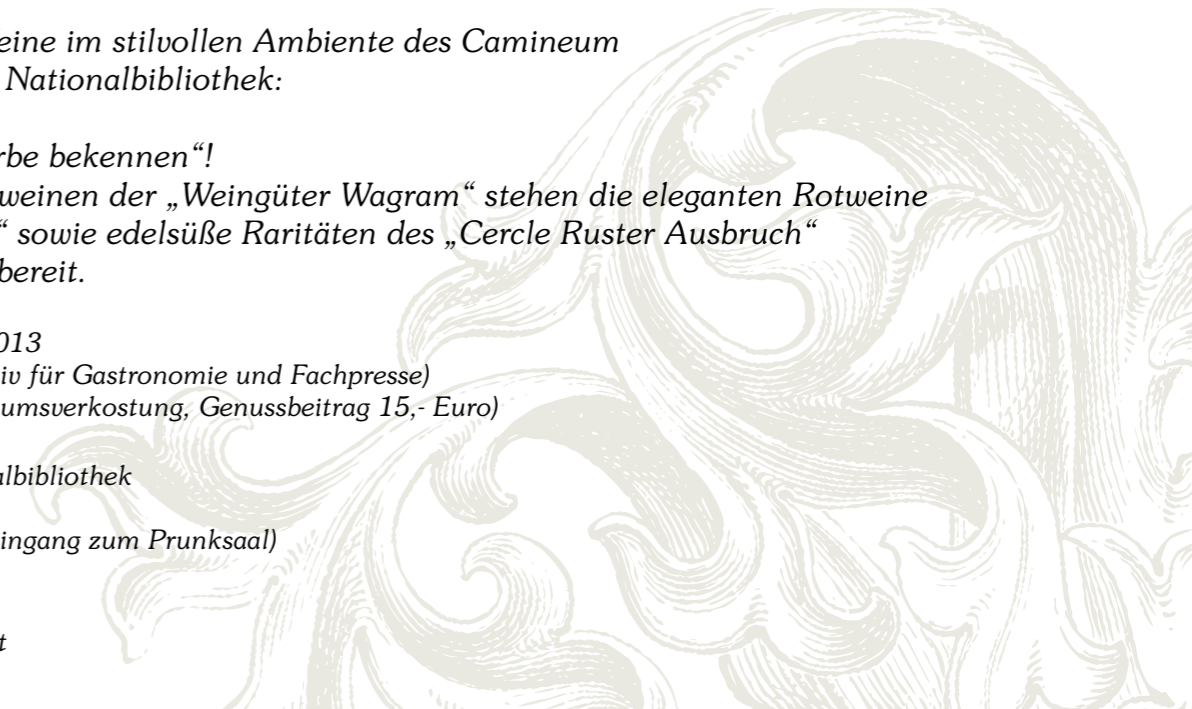 eine im stilvollen Ambiente des Camineum
Nationalbibliothek:
rbe bekennen“!
weinen der „Weingüter Wagram“ stehen die eleganten Rotweine
“ sowie edelsüße Raritäten des „Cercle Ruster Ausbruch“
bereit.
013
iv für Gastronomie und Fachpresse)
umsverkostung, Genussbeitrag 15,- Euro)
albibliothek
ingang zum Prunksaal)
t